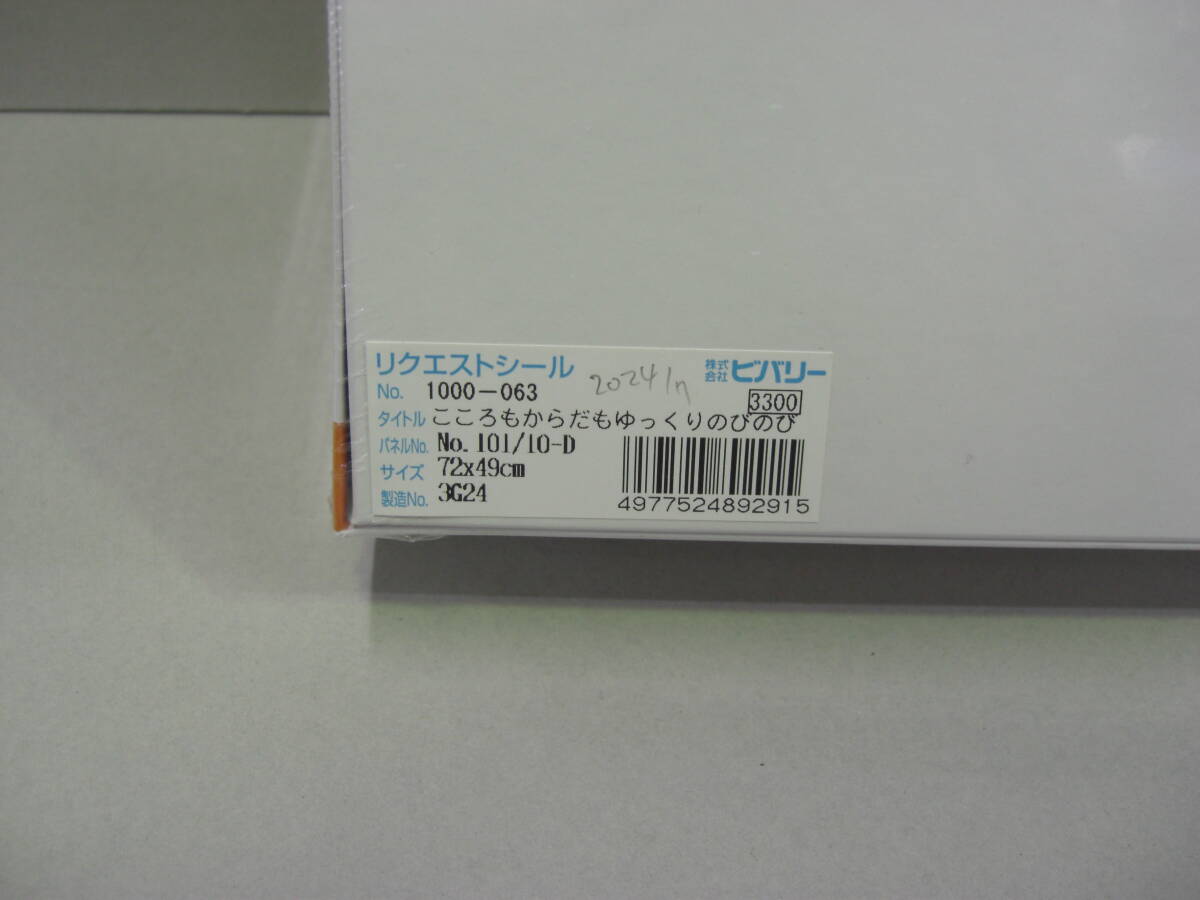 リクエストシール
株式会社 ビバリー
No. 1000-063
3300
タイトル こころもからだもゆっくりのびのび
パネルNo. No.101/10-D
サイズ 72x49cm
製造No. 3G24
4977524892915